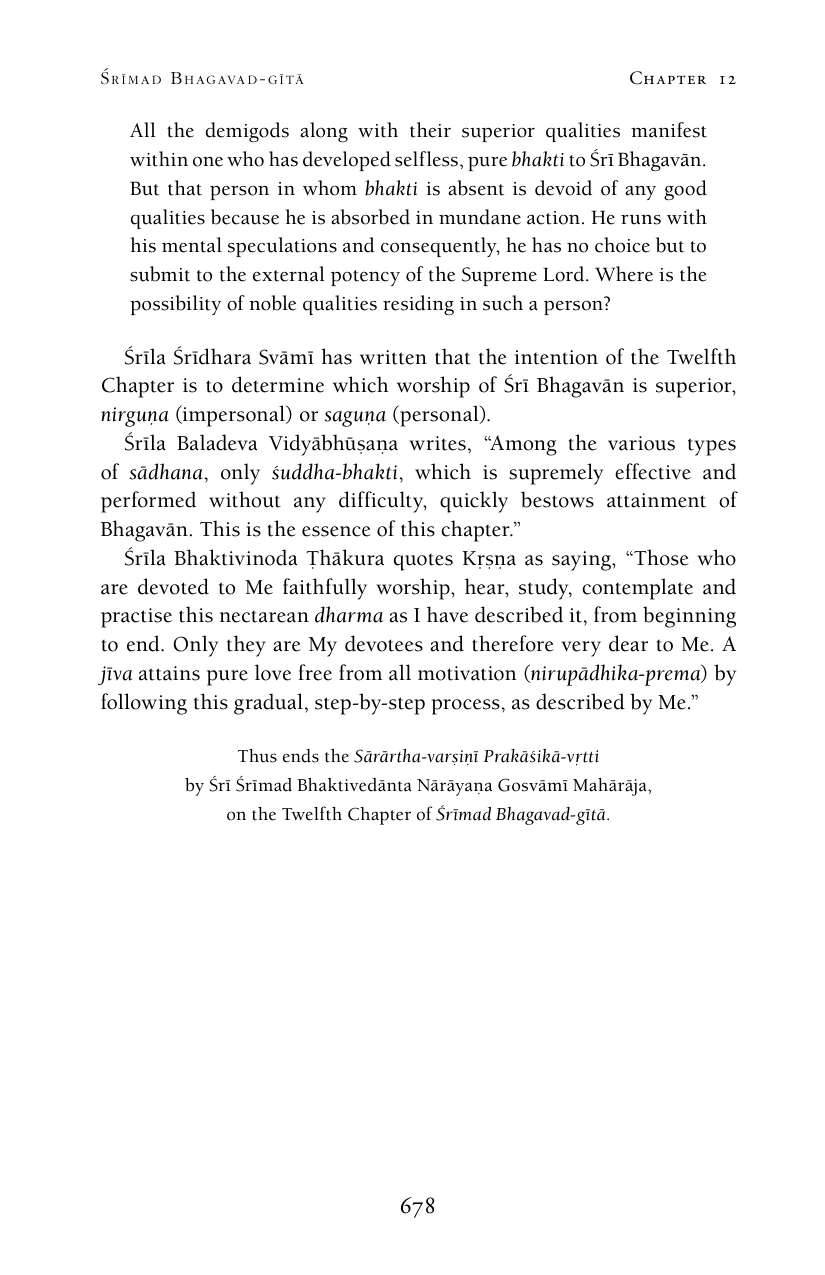 Śrīmad Bhagavad-gītā Chapter 12
All the demigods along with their superior qualities manifest
within one who has developed selfless, pure bhakti to Śrī Bhagavān.
But that person in whom bhakti is absent is devoid of any good
qualities because he is absorbed in mundane action. He runs with
his mental speculations and consequently, he has no choice but to
submit to the external potency of the Supreme Lord. Where is the
possibility of noble qualities residing in such a person?
Śrīla Śrīdhara Svāmī has written that the intention of the Twelfth
Chapter is to determine which worship of Śrī Bhagavān is superior,
nirguṇa (impersonal) or saguṇa (personal).
Śrīla Baladeva Vidyābhūṣaṇa writes, “Among the various types
of sādhana, only śuddha-bhakti, which is supremely effective and
performed without any difficulty, quickly bestows attainment of
Bhagavān. This is the essence of this chapter.”
Śrīla Bhaktivinoda Ṭhākura quotes Kṛṣṇa as saying, “Those who
are devoted to Me faithfully worship, hear, study, contemplate and
practise this nectarean dharma as I have described it, from beginning
to end. Only they are My devotees and therefore very dear to Me. A
jīva attains pure love free from all motivation (nirupādhika-prema) by
following this gradual, step-by-step process, as described by Me.”
Thus ends the Sārārtha-varṣiṇī Prakāśikā-vṛtti
by Śrī Śrīmad Bhaktivedānta Nārāyaṇa Gosvāmī Mahārāja,
on the Twelfth Chapter of Śrīmad Bhagavad-gītā.
678